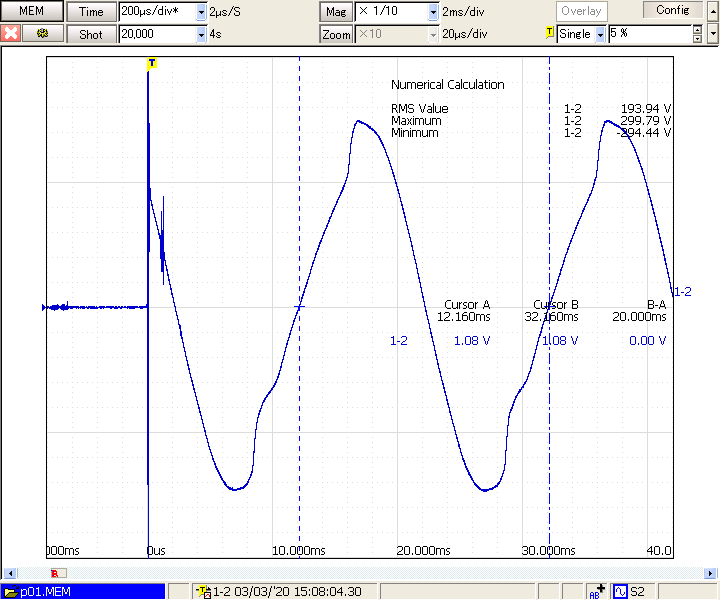 MEM Time 200µs/div* 2µs/S Mag × 1/10 2ms/div Overlay Config
Shot 20,000 4s Zoom ×10 20µs/div T Single 5 %
T
Numerical Calculation
RMS Value 1-2 193.94 V
Maximum 1-2 299.79 V
Minimum 1-2 -294.44 V
1-2
Cursor A Cursor B B-A
12.160ms 32.160ms 20.000ms
1-2 1.08 V 1.08 V 0.00 V
000ms 0us 10.000ms 20.000ms 30.000ms 40.0
p01.MEM T 1-2 03/03/'20 15:08:04.30 AB S2